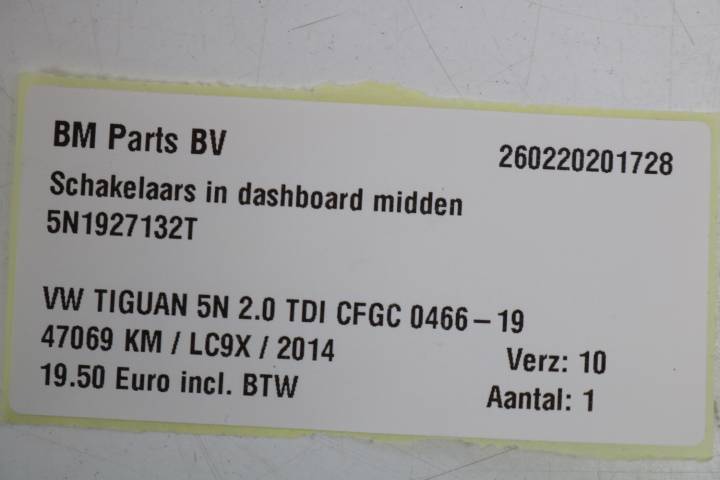 BM Parts BV
260220201728
Schakelaars in dashboard midden
5N1927132T
VW TIGUAN 5N 2.0 TDI CFGC 0466-19
47069 KM / LC9X / 2014
Verz: 10
19.50 Euro incl. BTW
Aantal: 1